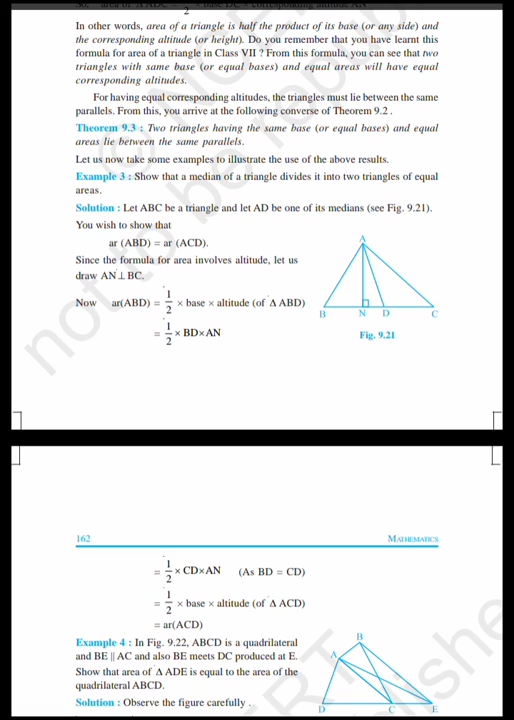 2
In other words, area of a triangle is half the product of its base (or any side) and
the corresponding altitude (or height). Do you remember that you have learnt this
formula for area of a triangle in Class VII ? From this formula, you can see that two
triangles with same base (or equal bases) and equal areas will have equal
corresponding altitudes.
For having equal corresponding altitudes, the triangles must lie between the same
parallels. From this, you arrive at the following converse of Theorem 9.2 .
Theorem 9.3 : Two triangles having the same base (or equal bases) and equal
areas lie between the same parallels.
Let us now take some examples to illustrate the use of the above results.
Example 3 : Show that a median of a triangle divides it into two triangles of equal
areas.
Solution : Let ABC be a triangle and let AD be one of its medians (see Fig. 9.21).
You wish to show that
ar (ABD) = ar (ACD).
Since the formula for area involves altitude, let us
draw AN ⊥ BC.
Now ar(ABD) = 1/2 × base × altitude (of Δ ABD)
= 1/2 × BD×AN
A
B N D C
Fig. 9.21
162 MATHEMATICS
= 1/2 × CD×AN (As BD = CD)
= 1/2 × base × altitude (of Δ ACD)
= ar(ACD)
Example 4 : In Fig. 9.22, ABCD is a quadrilateral
and BE || AC and also BE meets DC produced at E.
Show that area of Δ ADE is equal to the area of the
quadrilateral ABCD.
Solution : Observe the figure carefully .
B
A
D C E